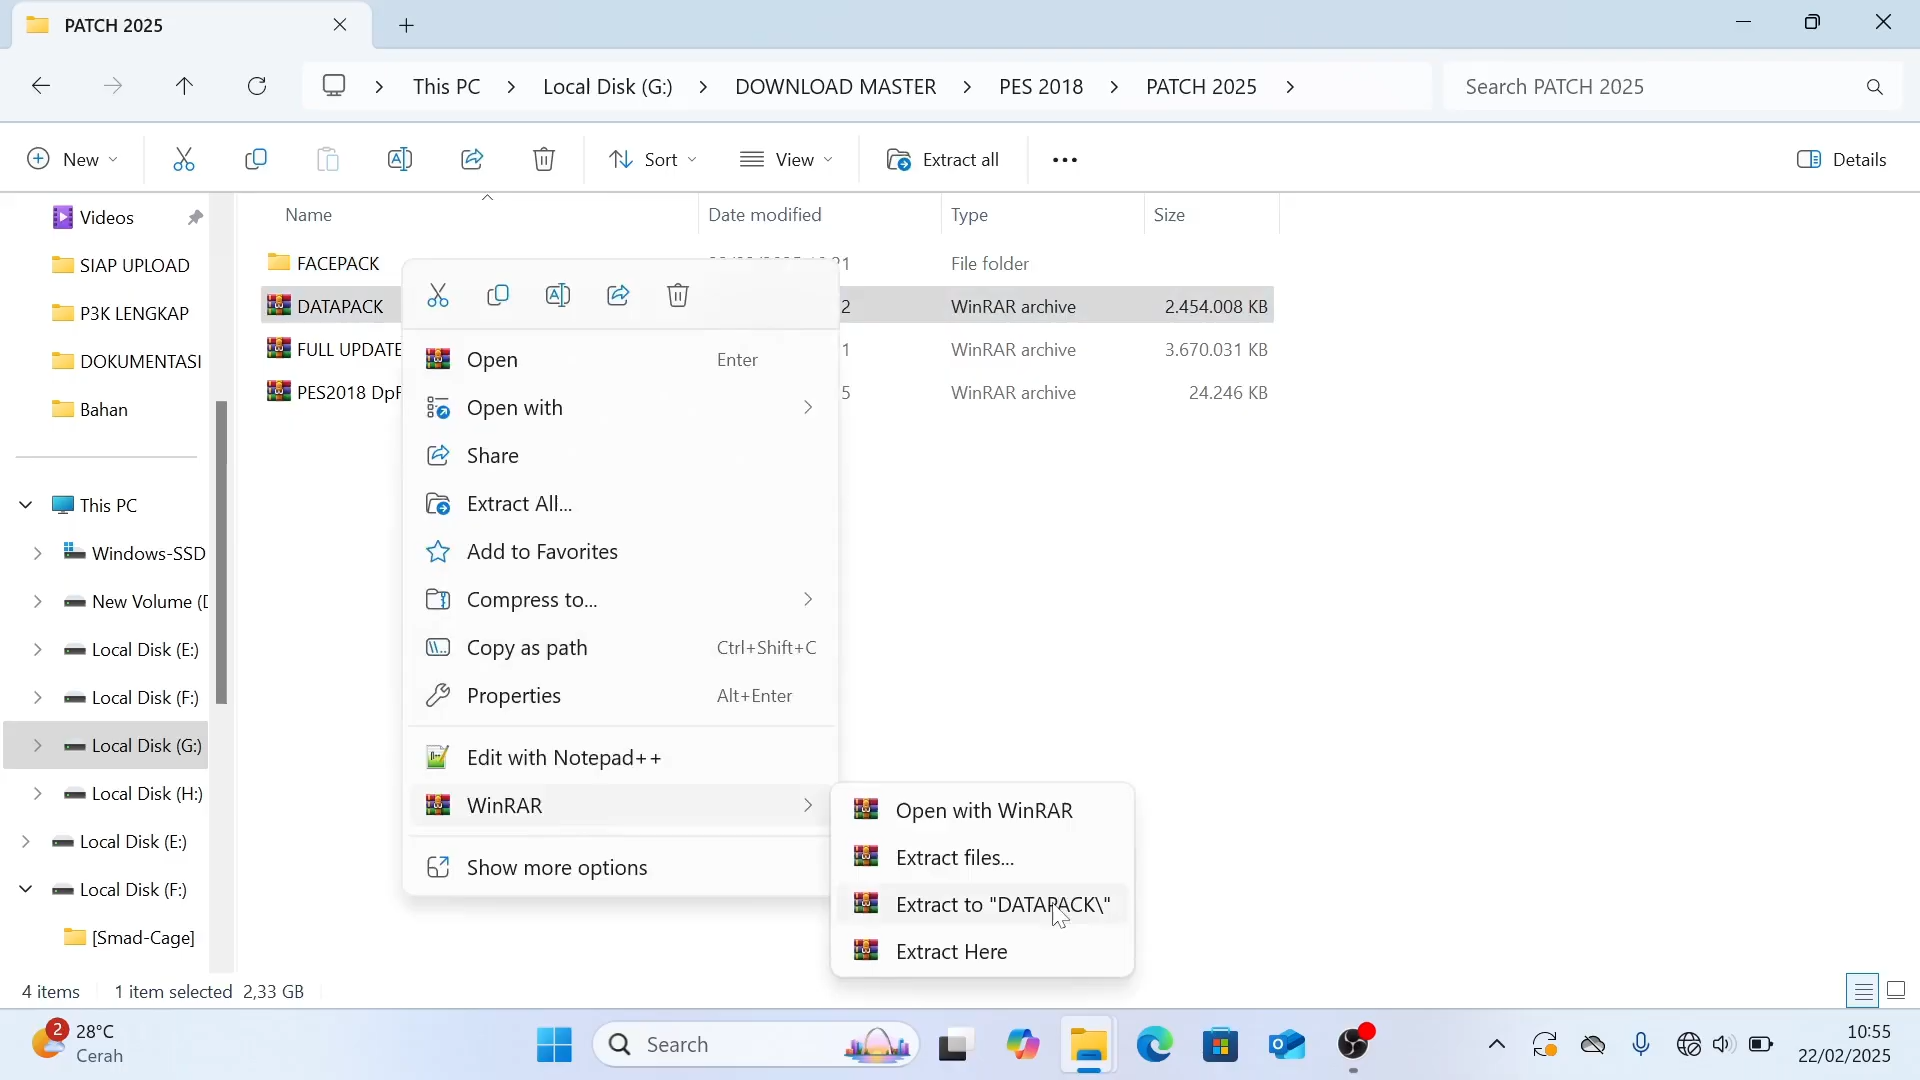 PATCH 2025
This PC
Local Disk (G:)
DOWNLOAD MASTER
PES 2018
PATCH 2025
Search PATCH 2025
New
Sort
View
Extract all
Details
Name
Date modified
Type
Size
Videos
SIAP UPLOAD
P3K LENGKAP
DOKUMENTASI
Bahan
This PC
Windows-SSD
New Volume (D
Local Disk (E:)
Local Disk (F:)
Local Disk (G:)
Local Disk (H:)
Local Disk (E:)
Local Disk (F:)
[Smad-Cage]
FACEPACK
File folder
DATAPACK
2
WinRAR archive
2.454.008 KB
FULL UPDATE
1
WinRAR archive
3.670.031 KB
PES2018 DpF
5
WinRAR archive
24.246 KB
Open
Enter
Open with
Share
Extract All...
Add to Favorites
Compress to...
Copy as path
Ctrl+Shift+C
Properties
Alt+Enter
Edit with Notepad++
WinRAR
Show more options
Open with WinRAR
Extract files...
Extract to "DATAPACK\"
Extract Here
4 items
1 item selected 2,33 GB
2
28°C
Cerah
Search
10:55
22/02/2025